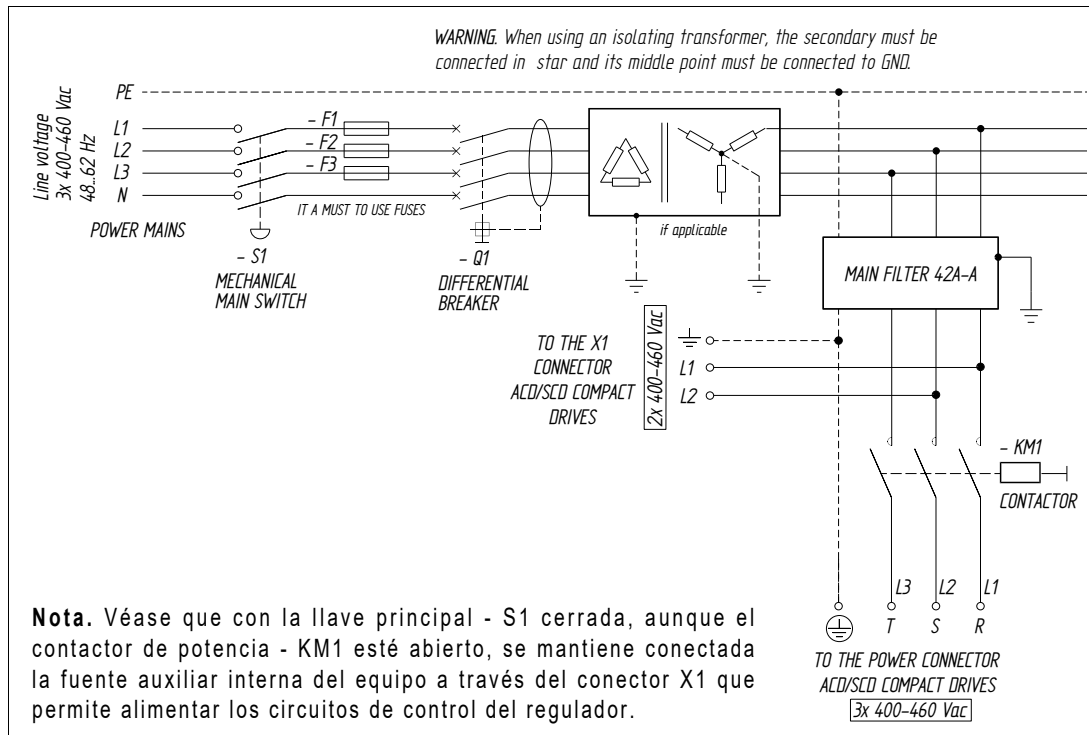 WARNING. When using an isolating transformer, the secondary must be
connected in star and its middle point must be connected to GND.
Line voltage
3x 400-460 Vac
48...62 Hz
PE
L1
L2
L3
N
POWER MAINS
- F1
- F2
- F3
IT A MUST TO USE FUSES
- S1
MECHANICAL
MAIN SWITCH
- Q1
DIFFERENTIAL
BREAKER
if applicable
MAIN FILTER 42A-A
TO THE X1
CONNECTOR
ACD/SCD COMPACT
DRIVES
2x 400-460 Vac
L1
L2
- KM1
CONTACTOR
L3 L2 L1
T S R
TO THE POWER CONNECTOR
ACD/SCD COMPACT DRIVES
3x 400-460 Vac
Nota. Véase que con la llave principal - S1 cerrada, aunque el
contactor de potencia - KM1 esté abierto, se mantiene conectada
la fuente auxiliar interna del equipo a través del conector X1 que
permite alimentar los circuitos de control del regulador.